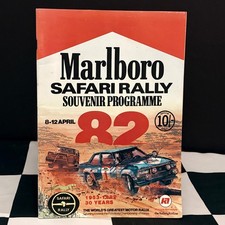 Marlboro
SAFARI RALLY
SOUVENIR PROGRAMME
8-12 APRIL
82
10/-
1953-1982
30 YEARS
SAFARI
RALLY
THE WORLD'S GREATEST MOTOR RALLY